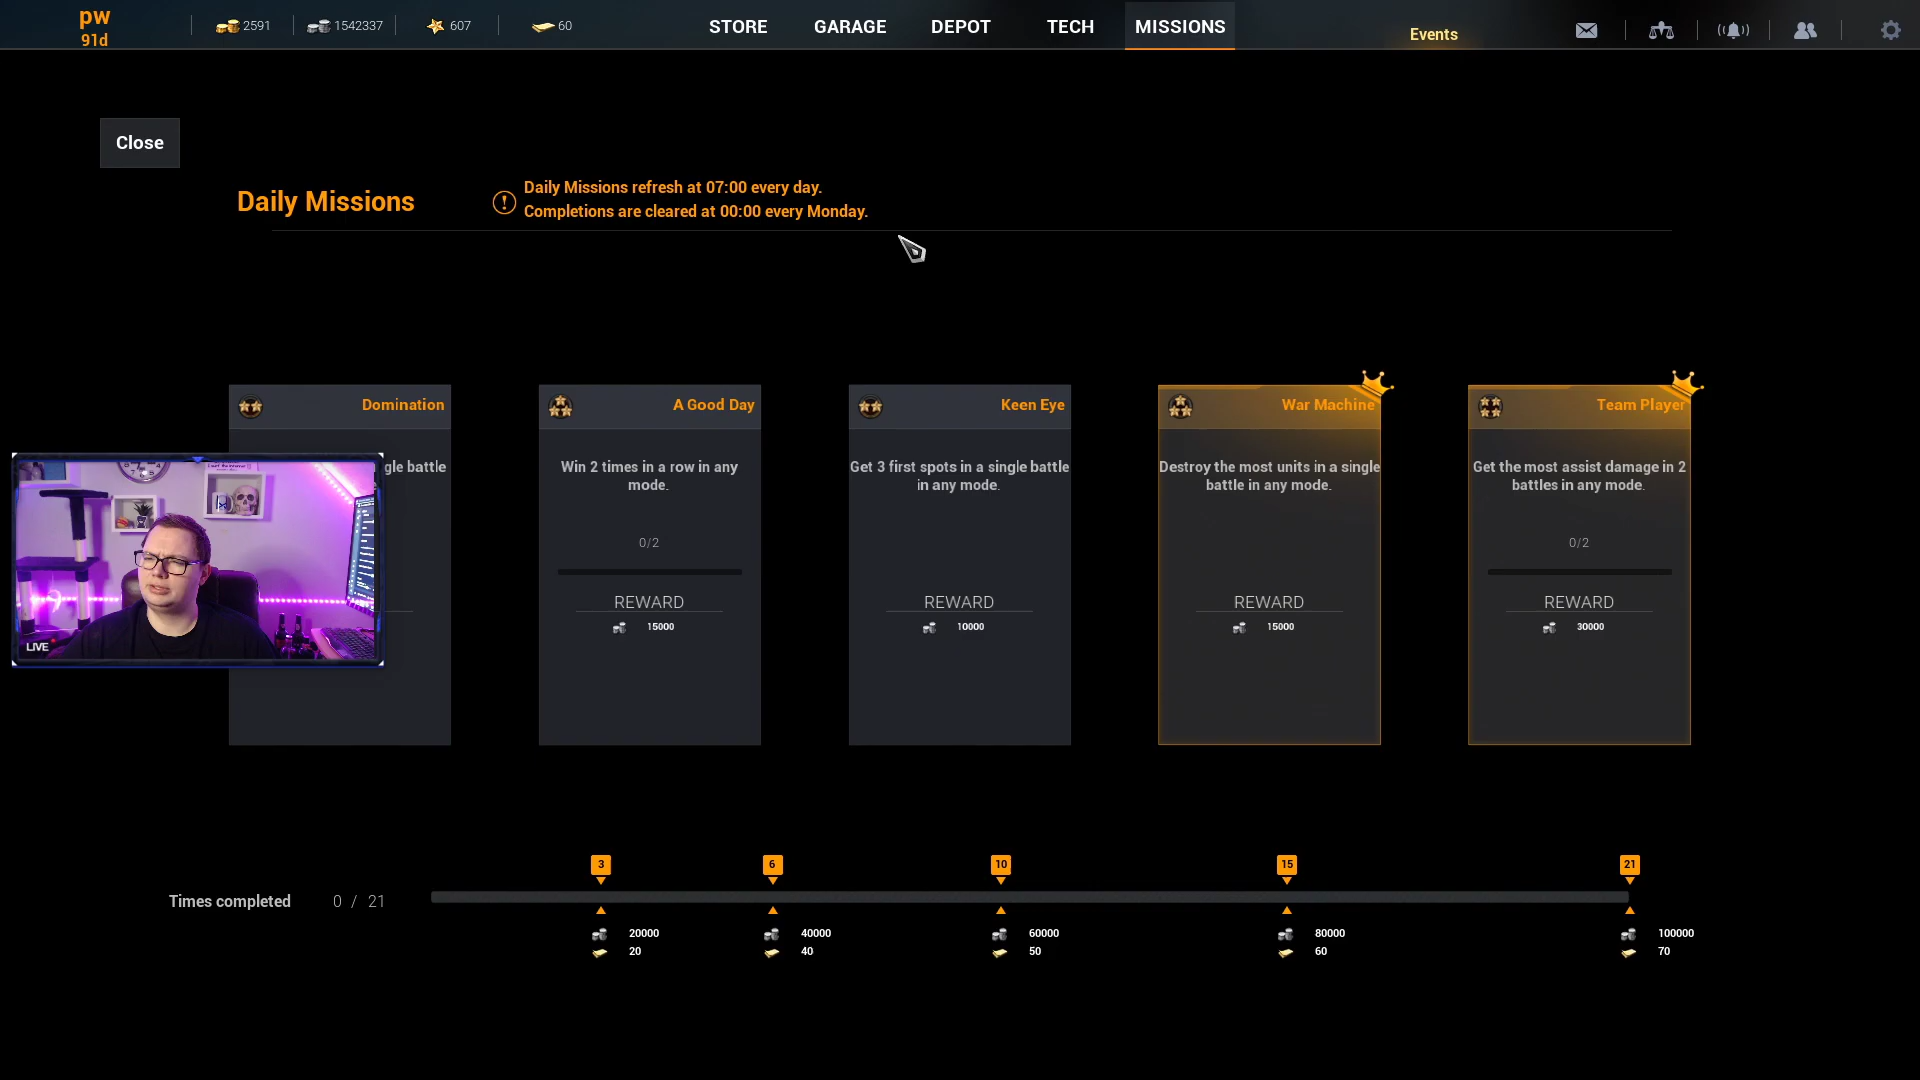 pw
91d
2591
1542337
607
60
STORE
GARAGE
DEPOT
TECH
MISSIONS
Events
Close
Daily Missions
Daily Missions refresh at 07:00 every day.
Completions are cleared at 00:00 every Monday.
Domination
gle battle
A Good Day
Win 2 times in a row in any
mode.
0/2
REWARD
15000
Keen Eye
Get 3 first spots in a single battle
in any mode.
REWARD
10000
War Machine
Destroy the most units in a single
battle in any mode.
REWARD
15000
Team Player
Get the most assist damage in 2
battles in any mode.
0/2
REWARD
30000
LIVE
Times completed
0 / 21
3
6
10
15
21
20000
20
40000
40
60000
50
80000
60
100000
70